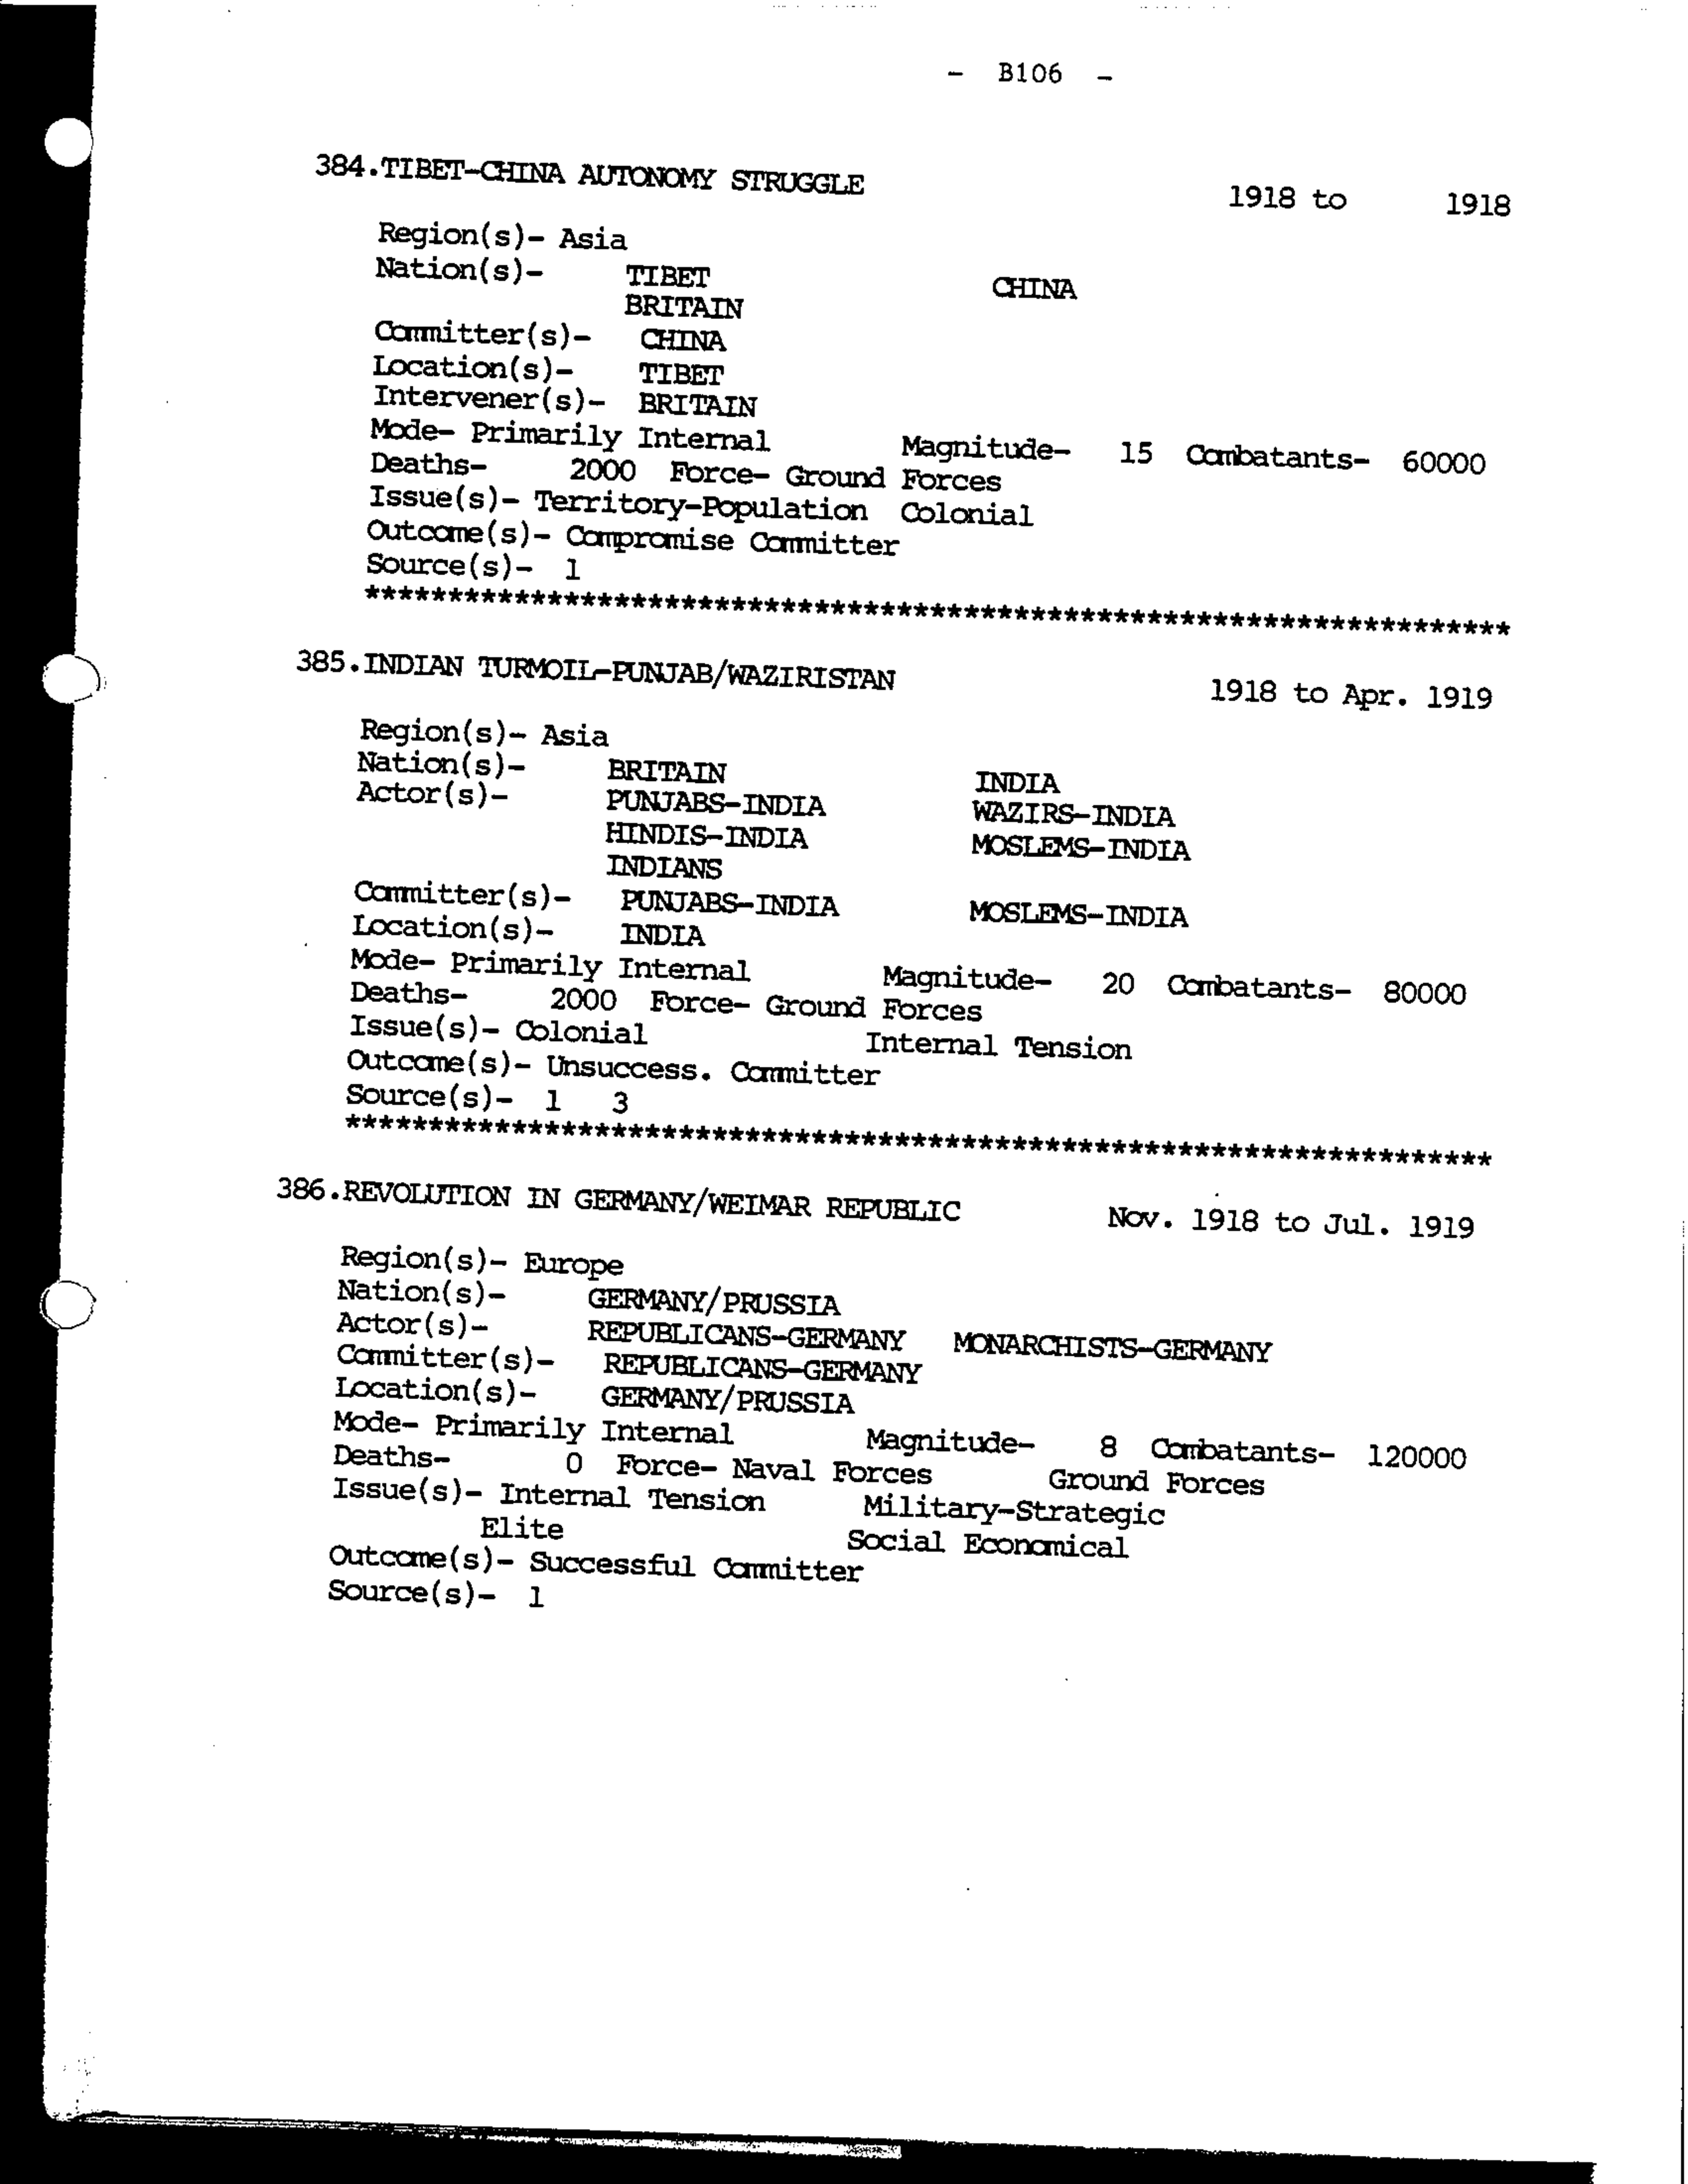 - B106 -
384.TIBET-CHINA AUTONOMY STRUGGLE 1918 to 1918
Region(s)- Asia
Nation(s)- TIBET CHINA
BRITAIN
Committer(s)- CHINA
Location(s)- TIBET
Intervener(s)- BRITAIN
Mode- Primarily Internal Magnitude- 15 Combatants- 60000
Deaths- 2000 Force- Ground Forces
Issue(s)- Territory-Population Colonial
Outcome(s)- Compromise Committer
Source(s)- 1
*********************************************************************
385.INDIAN TURMOIL-PUNJAB/WAZIRISTAN 1918 to Apr. 1919
Region(s)- Asia
Nation(s)- BRITAIN INDIA
Actor(s)- PUNJABS-INDIA WAZIRS-INDIA
HINDIS-INDIA MOSLEMS-INDIA
INDIANS
Committer(s)- PUNJABS-INDIA MOSLEMS-INDIA
Location(s)- INDIA
Mode- Primarily Internal Magnitude- 20 Combatants- 80000
Deaths- 2000 Force- Ground Forces
Issue(s)- Colonial Internal Tension
Outcome(s)- Unsuccess. Committer
Source(s)- 1 3
*********************************************************************
386.REVOLUTION IN GERMANY/WEIMAR REPUBLIC Nov. 1918 to Jul. 1919
Region(s)- Europe
Nation(s)- GERMANY/PRUSSIA
Actor(s)- REPUBLICANS-GERMANY MONARCHISTS-GERMANY
Committer(s)- REPUBLICANS-GERMANY
Location(s)- GERMANY/PRUSSIA
Mode- Primarily Internal Magnitude- 8 Combatants- 120000
Deaths- 0 Force- Naval Forces Ground Forces
Issue(s)- Internal Tension Military-Strategic
Elite Social Economical
Outcome(s)- Successful Committer
Source(s)- 1